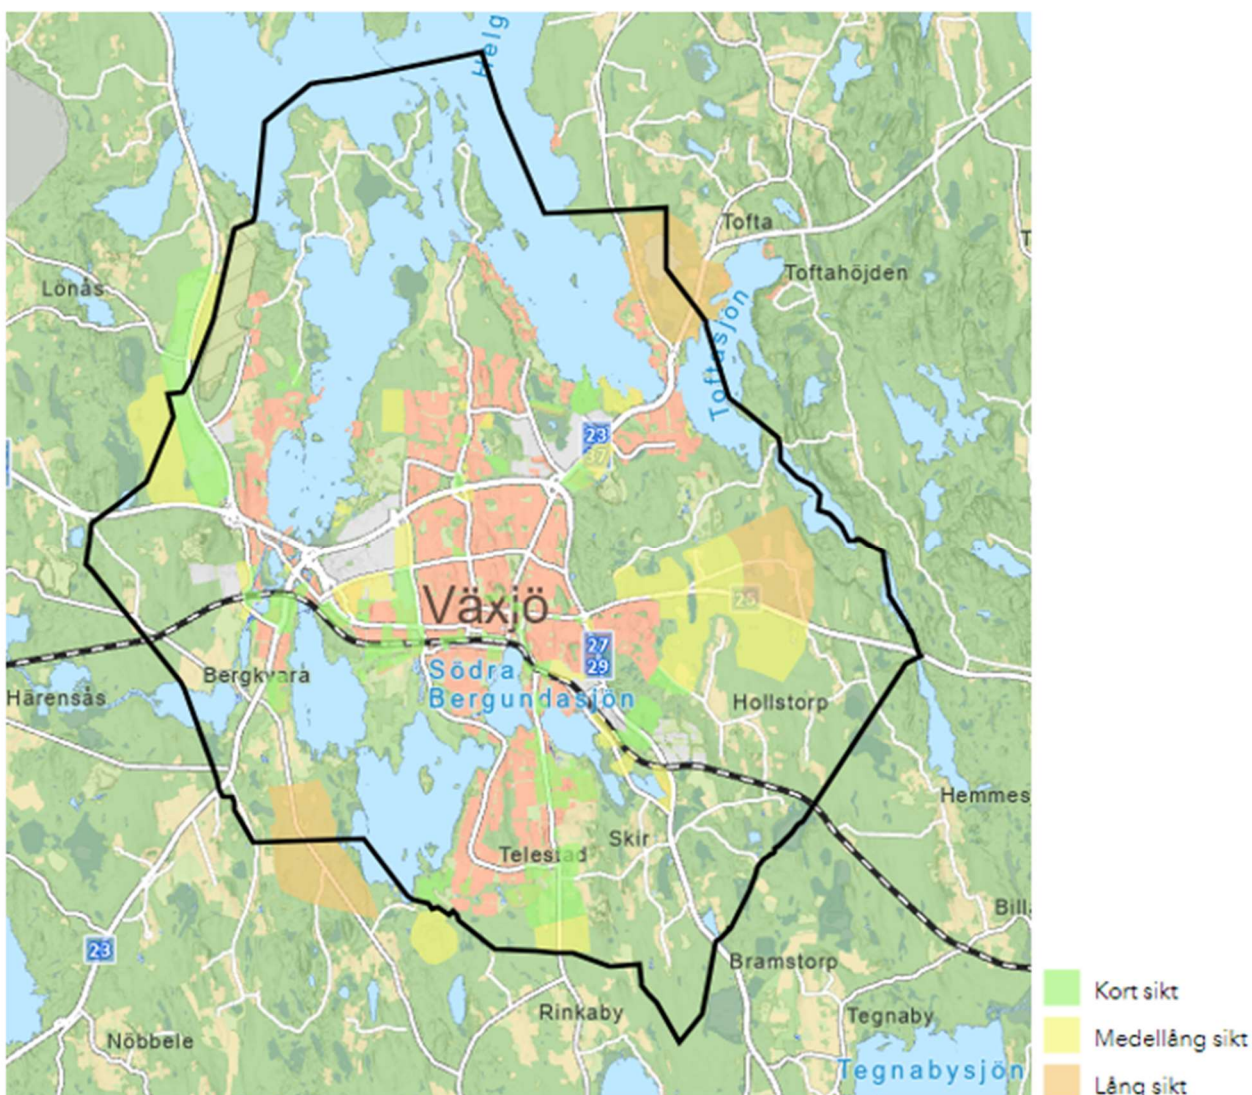 Helg
Tofta
Toftahöjden
T
Lönås
Toftasjön
23
37
Växjö
25
27
29
Södra
Bergundasjön
Bergkvara
Härensås
Hollstorp
Hemmes
Skir
Telestad
Bill
23
Bramstorp
Rinkaby
Tegnaby
Nöbbele
Tegnabysjön
Kort sikt
Medellång sikt
Lång sikt